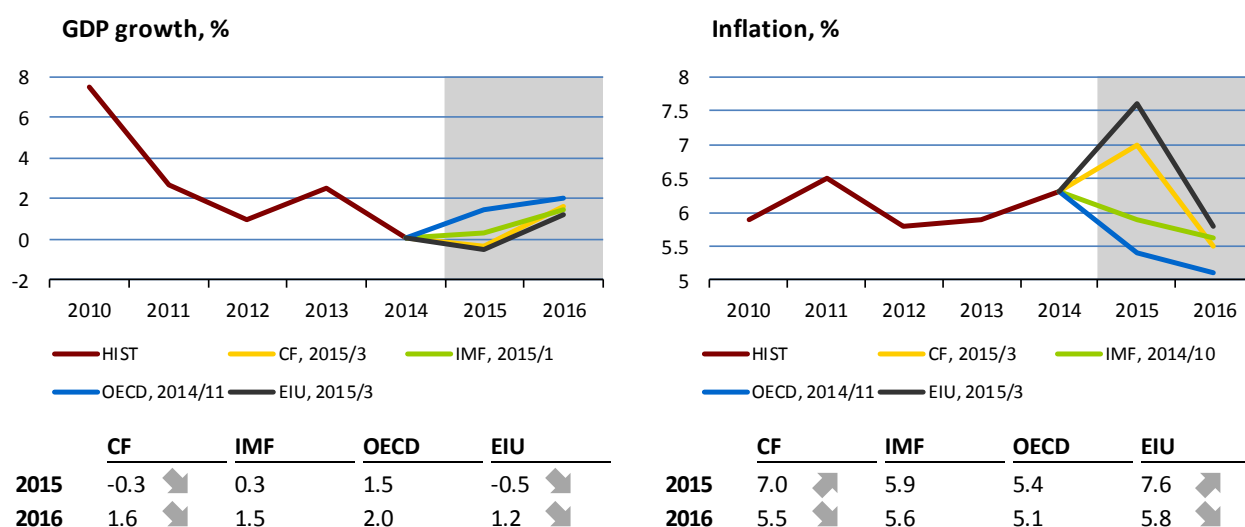 GDP growth, %
8
6
4
2
0
-2
2010 2011 2012 2013 2014 2015 2016
HIST CF, 2015/3 IMF, 2015/1
OECD, 2014/11 EIU, 2015/3
CF IMF OECD EIU
2015 -0.3 0.3 1.5 -0.5
2016 1.6 1.5 2.0 1.2
Inflation, %
8
7.5
7
6.5
6
5.5
5
2010 2011 2012 2013 2014 2015 2016
HIST CF, 2015/3 IMF, 2014/10
OECD, 2014/11 EIU, 2015/3
CF IMF OECD EIU
2015 7.0 5.9 5.4 7.6
2016 5.5 5.6 5.1 5.8